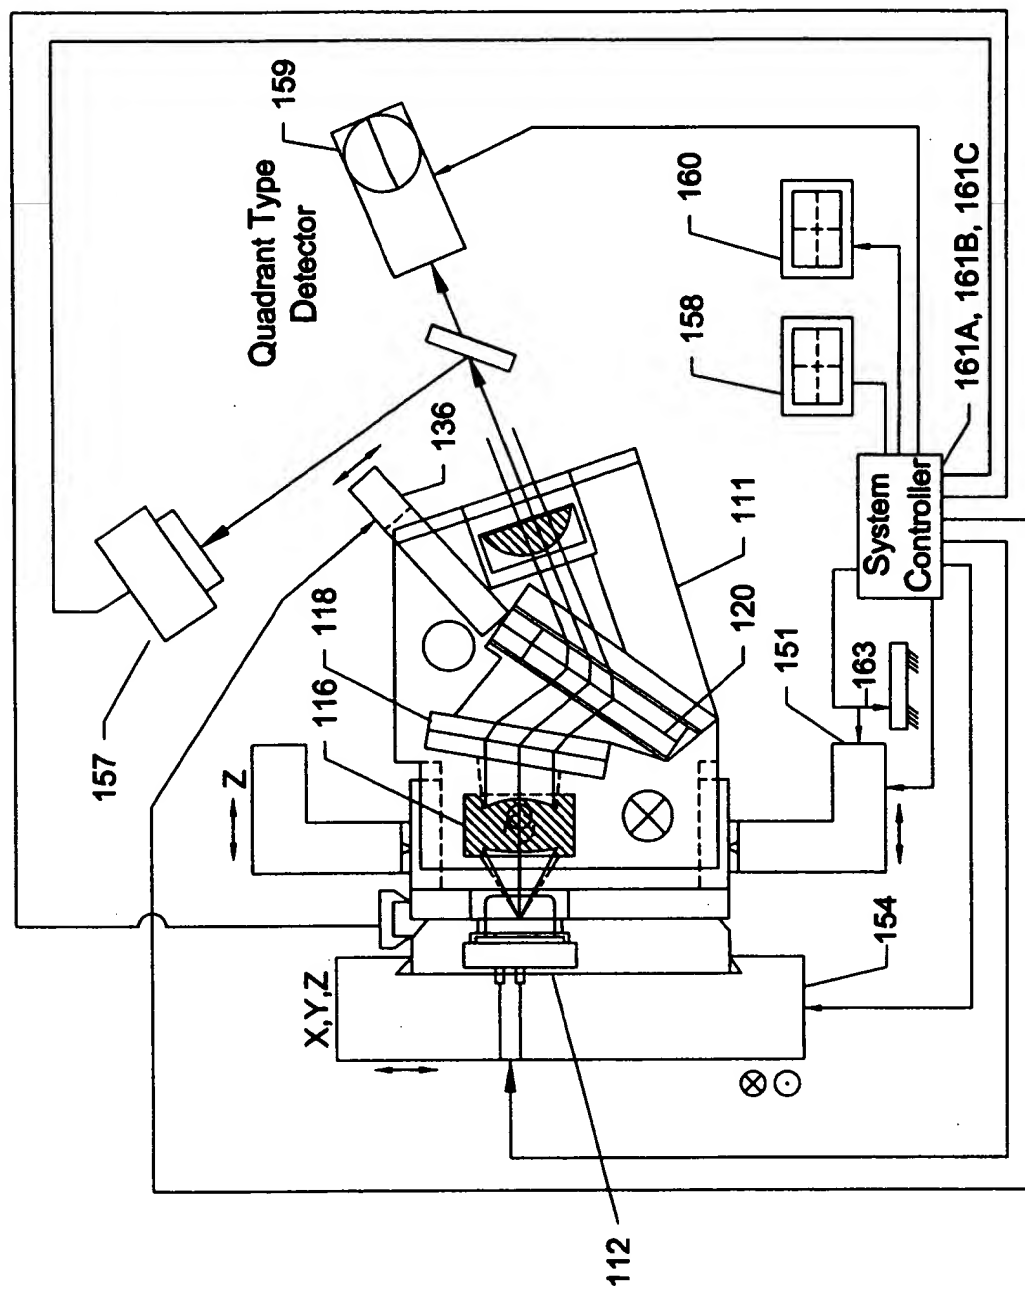 159
Quadrant Type
Detector
160
158
161A, 161B, 161C
System
Controller
136
111
120
118
116
151
163
157
Z
X,Y,Z
154
112